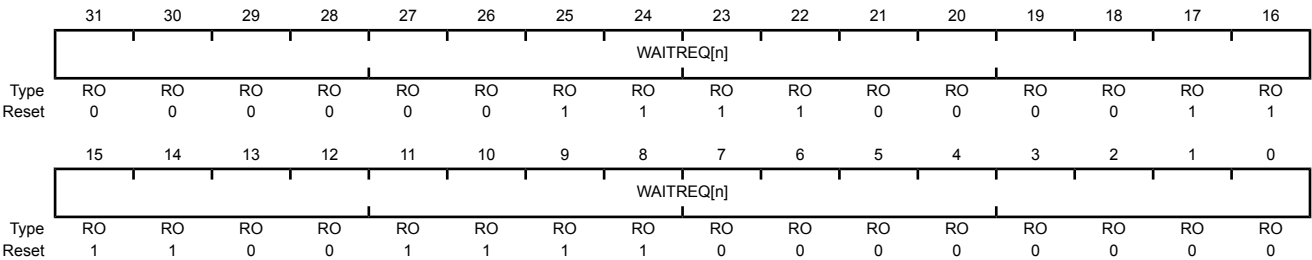 31 30 29 28 27 26 25 24 23 22 21 20 19 18 17 16
WAITREQ[n]
Type RO RO RO RO RO RO RO RO RO RO RO RO RO RO RO RO
Reset 0 0 0 0 0 0 1 1 1 1 0 0 0 0 1 1
15 14 13 12 11 10 9 8 7 6 5 4 3 2 1 0
WAITREQ[n]
Type RO RO RO RO RO RO RO RO RO RO RO RO RO RO RO RO
Reset 1 1 0 0 1 1 1 1 0 0 0 0 0 0 0 0